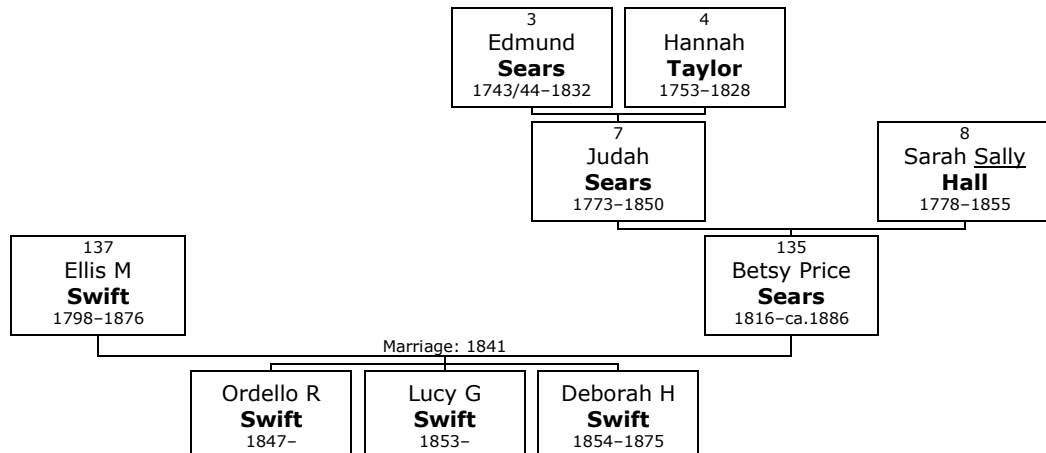 3
Edmund
Sears
1743/44–1832
4
Hannah
Taylor
1753–1828
7
Judah
Sears
1773–1850
8
Sarah Sally
Hall
1778–1855
137
Ellis M
Swift
1798–1876
135
Betsy Price
Sears
1816–ca.1886
Marriage: 1841
Ordello R
Swift
1847–
Lucy G
Swift
1853–
Deborah H
Swift
1854–1875